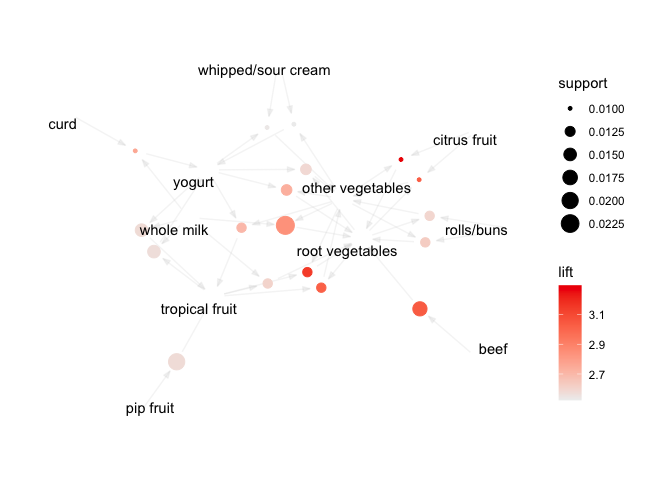 whipped/sour cream
curd
citrus fruit
yogurt
other vegetables
whole milk
rolls/buns
root vegetables
tropical fruit
beef
pip fruit
support
0.0100
0.0125
0.0150
0.0175
0.0200
0.0225
lift
3.1
2.9
2.7